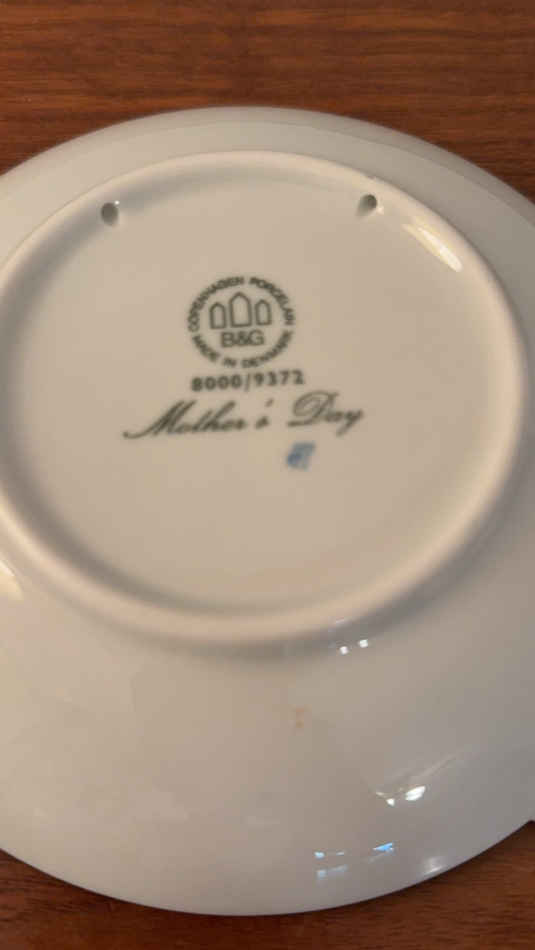 COPENHAGEN PORCELAIN
B&G
MADE IN DENMARK
8000/9372
Mother's Day